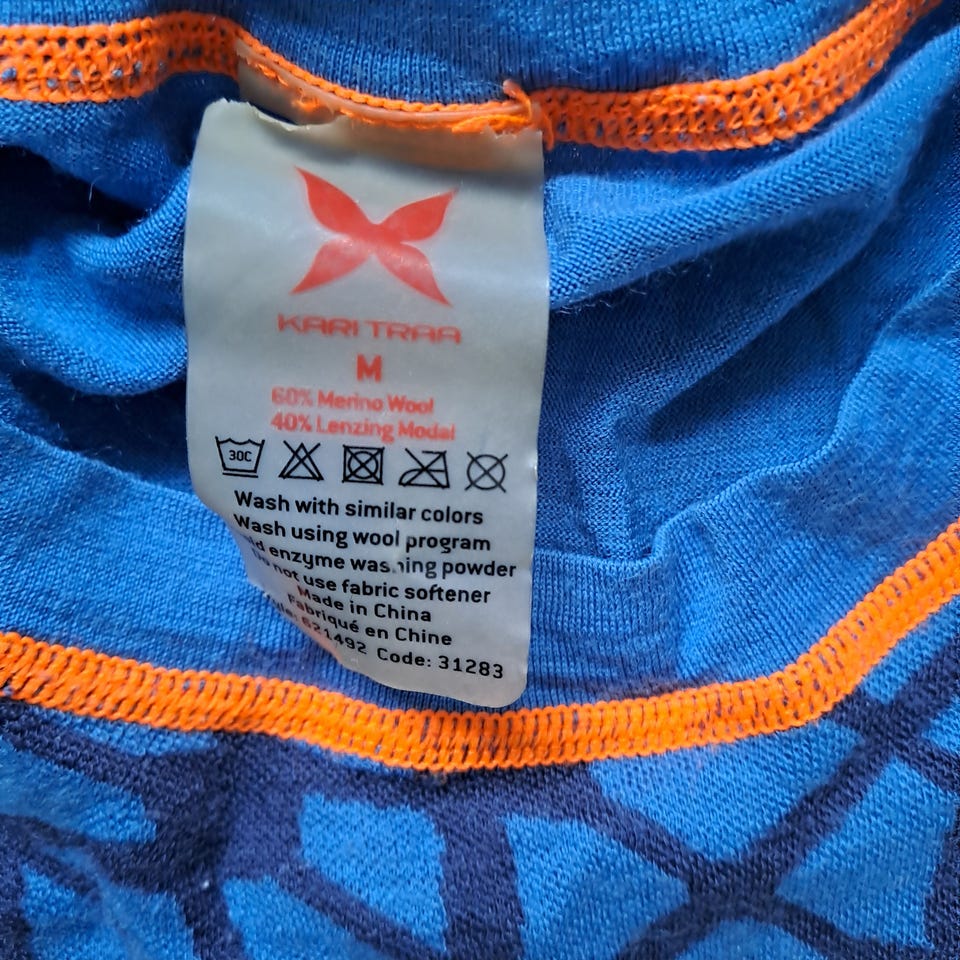 KARI TRAA
M
60% Merino Wool
40% Lenzing Modal
30C
Wash with similar colors
Wash using wool program
enzyme washing powder
not use fabric softener
Made in China
Fabriqué en Chine
621492 Code: 31283